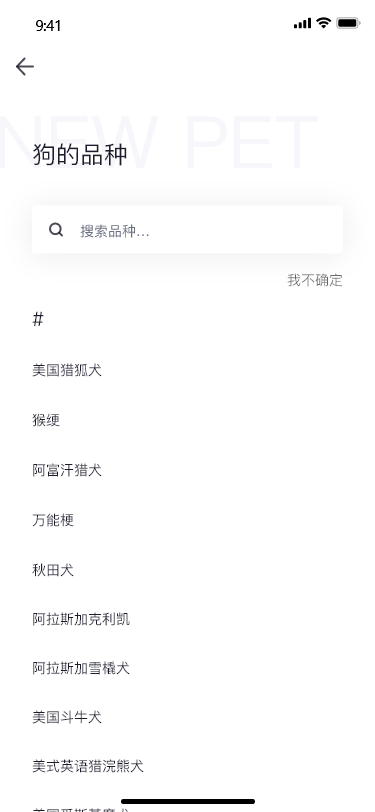 9:41
NEW PET
狗的品种
搜索品种...
我不确定
#
美国猎狐犬
猴绠
阿富汗猎犬
万能梗
秋田犬
阿拉斯加克利凯
阿拉斯加雪橇犬
美国斗牛犬
美式英语猎浣熊犬